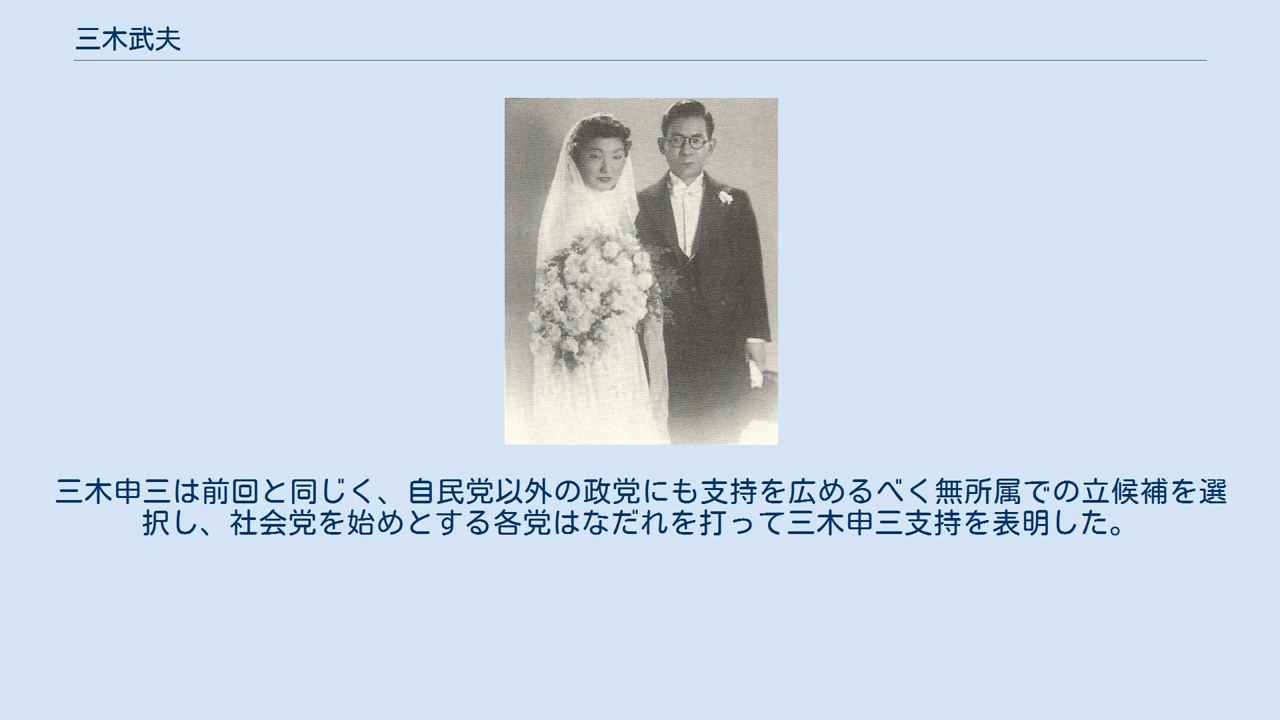 三木武夫
三木申三は前回と同じく、自民党以外の政党にも支持を広めるべく無所属での立候補を選
択し、社会党を始めとする各党はなだれを打って三木申三支持を表明した。